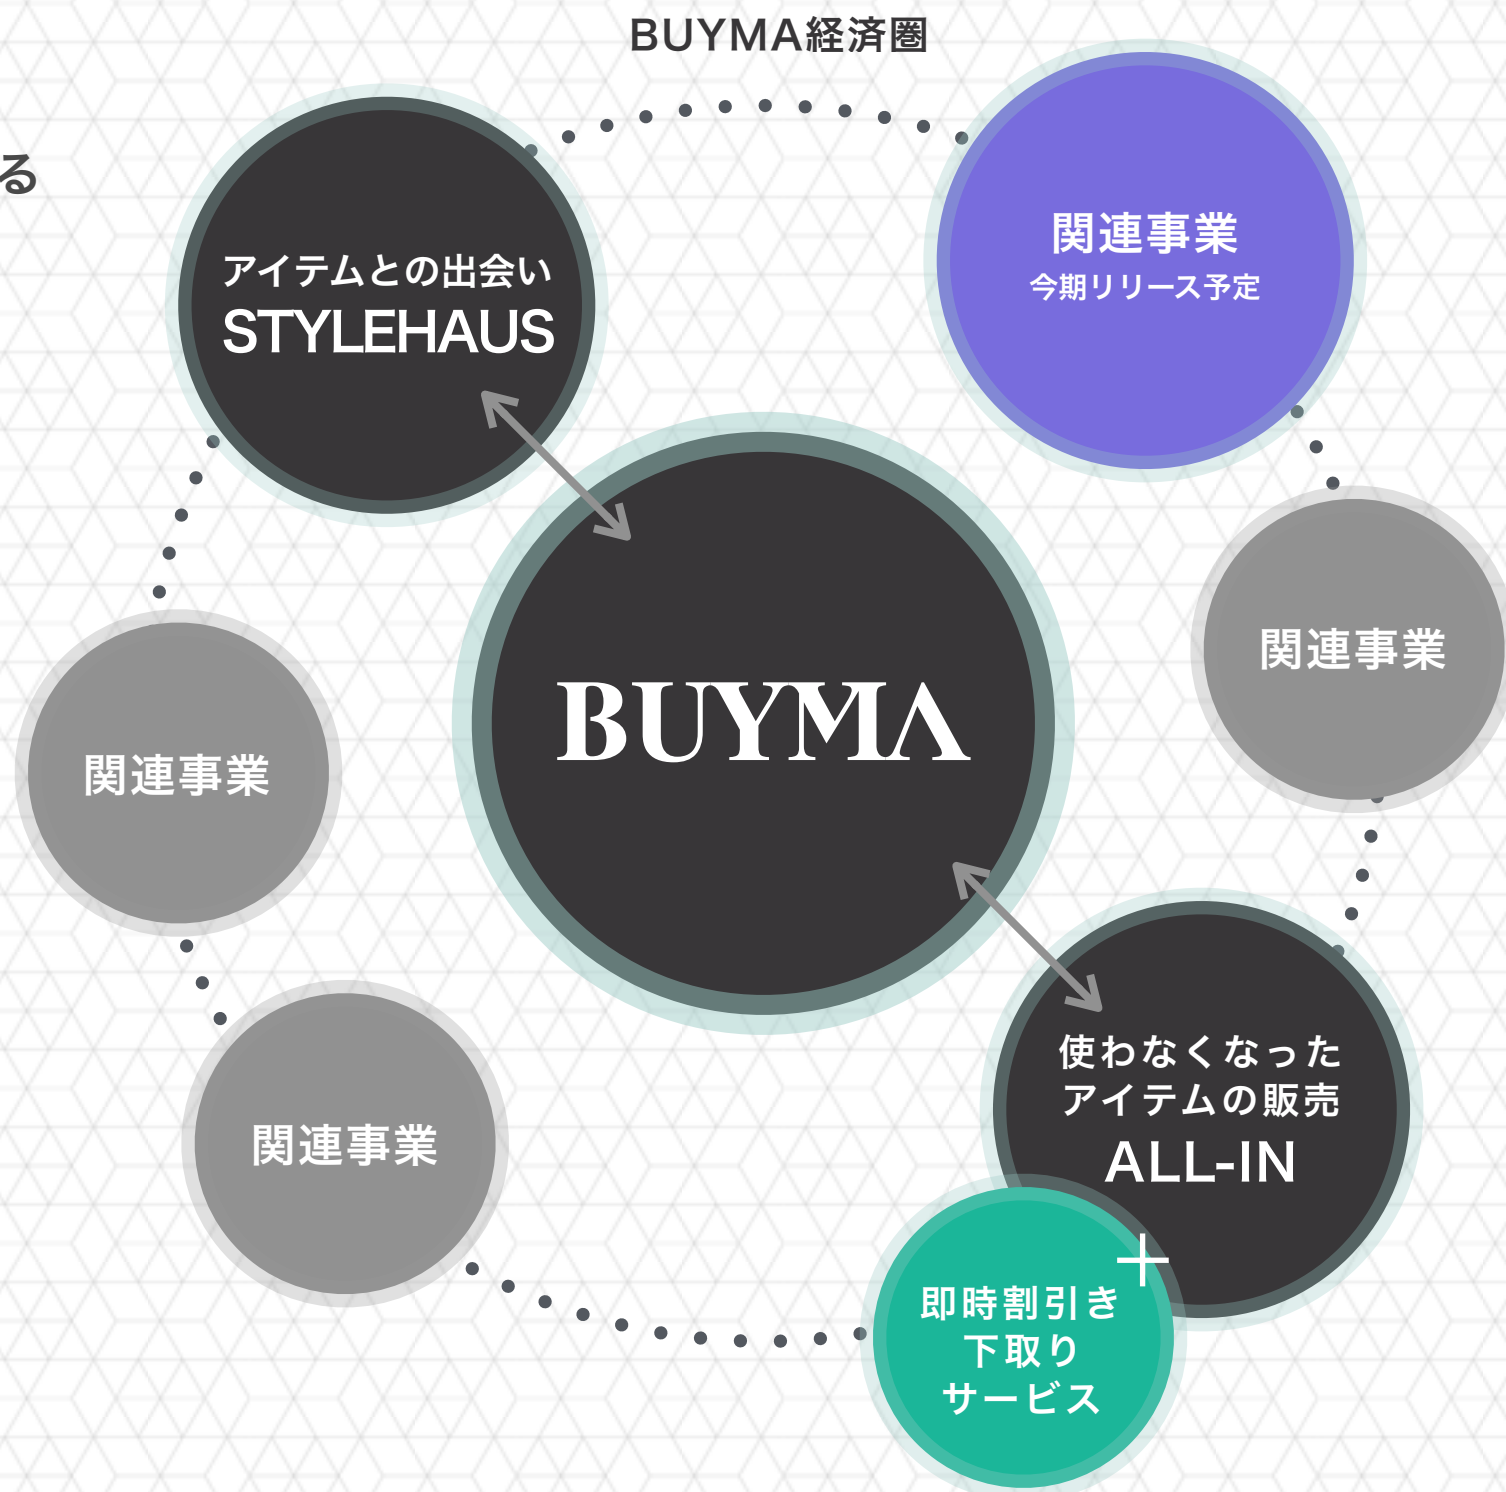 BUYMA経済圏
る
アイテムとの出会い
STYLEHAUS
関連事業
今期リリース予定
関連事業
BUYMA
関連事業
使わなくなった
アイテムの販売
ALL-IN
関連事業
+
即時割引き
下取り
サービス